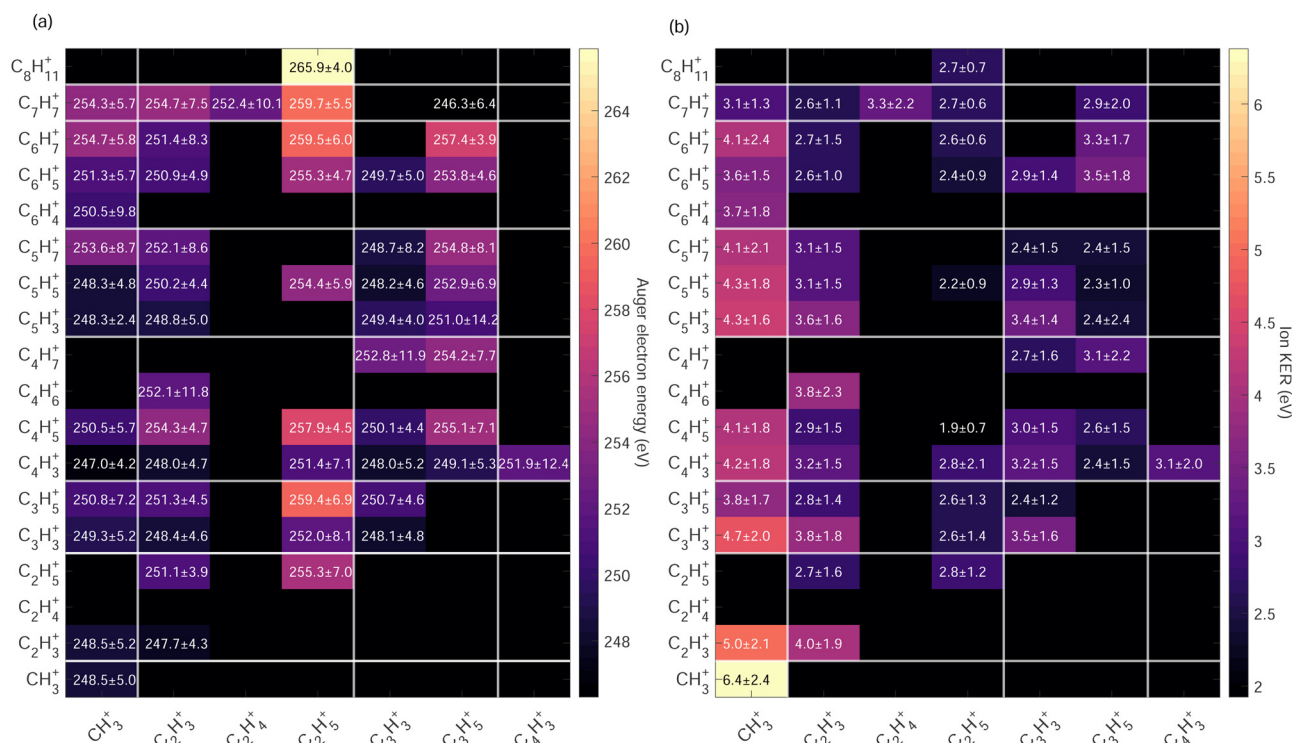 (a)
C₈H₁₁⁺ 265.9±4.0
C₇H₇⁺ 254.3±5.7 254.7±7.5 252.4±10.1 259.7±5.5 246.3±6.4
C₆H₇⁺ 254.7±5.8 251.4±8.3 259.5±6.0 257.4±3.9
C₆H₅⁺ 251.3±5.7 250.9±4.9 255.3±4.7 249.7±5.0 253.8±4.6
C₆H₄⁺ 250.5±9.8
C₅H₇⁺ 253.6±8.7 252.1±8.6 248.7±8.2 254.8±8.1
C₅H₅⁺ 248.3±4.8 250.2±4.4 254.4±5.9 248.2±4.6 252.9±6.9
C₅H₃⁺ 248.3±2.4 248.8±5.0 249.4±4.0 251.0±14.2
C₄H₇⁺ 252.8±11.9 254.2±7.7
C₄H₆⁺ 252.1±11.8
C₄H₅⁺ 250.5±5.7 254.3±4.7 257.9±4.5 250.1±4.4 255.1±7.1
C₄H₃⁺ 247.0±4.2 248.0±4.7 251.4±7.1 248.0±5.2 249.1±5.3 251.9±12.4
C₃H₅⁺ 250.8±7.2 251.3±4.5 259.4±6.9 250.7±4.6
C₃H₃⁺ 249.3±5.2 248.4±4.6 252.0±8.1 248.1±4.8
C₂H₅⁺ 251.1±3.9 255.3±7.0
C₂H₄⁺
C₂H₃⁺ 248.5±5.2 247.7±4.3
CH₃⁺ 248.5±5.0
CH₃⁺ C₂H₃⁺ C₂H₄⁺ C₂H₅⁺ C₃H₃⁺ C₃H₅⁺ C₄H₃⁺
264
262
260
258
256
254
252
250
248
Auger electron energy (eV)
(b)
C₈H₁₁⁺ 2.7±0.7
C₇H₇⁺ 3.1±1.3 2.6±1.1 3.3±2.2 2.7±0.6 2.9±2.0
C₆H₇⁺ 4.1±2.4 2.7±1.5 2.6±0.6 3.3±1.7
C₆H₅⁺ 3.6±1.5 2.6±1.0 2.4±0.9 2.9±1.4 3.5±1.8
C₆H₄⁺ 3.7±1.8
C₅H₇⁺ 4.1±2.1 3.1±1.5 2.4±1.5 2.4±1.5
C₅H₅⁺ 4.3±1.8 3.1±1.5 2.2±0.9 2.9±1.3 2.3±1.0
C₅H₃⁺ 4.3±1.6 3.6±1.6 3.4±1.4 2.4±2.4
C₄H₇⁺ 2.7±1.6 3.1±2.2
C₄H₆⁺ 3.8±2.3
C₄H₅⁺ 4.1±1.8 2.9±1.5 1.9±0.7 3.0±1.5 2.6±1.5
C₄H₃⁺ 4.2±1.8 3.2±1.5 2.8±2.1 3.2±1.5 2.4±1.5 3.1±2.0
C₃H₅⁺ 3.8±1.7 2.8±1.4 2.6±1.3 2.4±1.2
C₃H₃⁺ 4.7±2.0 3.8±1.8 2.6±1.4 3.5±1.6
C₂H₅⁺ 2.7±1.6 2.8±1.2
C₂H₄⁺
C₂H₃⁺ 5.0±2.1 4.0±1.9
CH₃⁺ 6.4±2.4
CH₃⁺ C₂H₃⁺ C₂H₄⁺ C₂H₅⁺ C₃H₃⁺ C₃H₅⁺ C₄H₃⁺
6
5.5
5
4.5
4
3.5
3
2.5
2
Ion KER (eV)